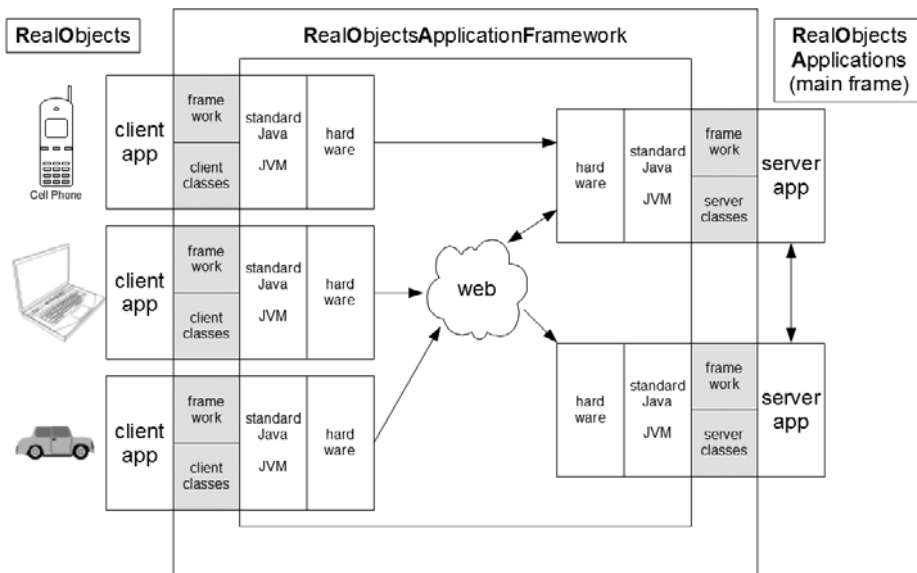 RealObjects
RealObjectsApplicationFramework
RealObjects
Applications
(main frame)
Cell Phone
client
app
frame
work
client
classes
standard
Java
JVM
hard
ware
client
app
frame
work
client
classes
standard
Java
JVM
hard
ware
client
app
frame
work
client
classes
standard
Java
JVM
hard
ware
web
hard
ware
standard
Java
JVM
frame
work
server
classes
server
app
hard
ware
standard
Java
JVM
frame
work
server
classes
server
app